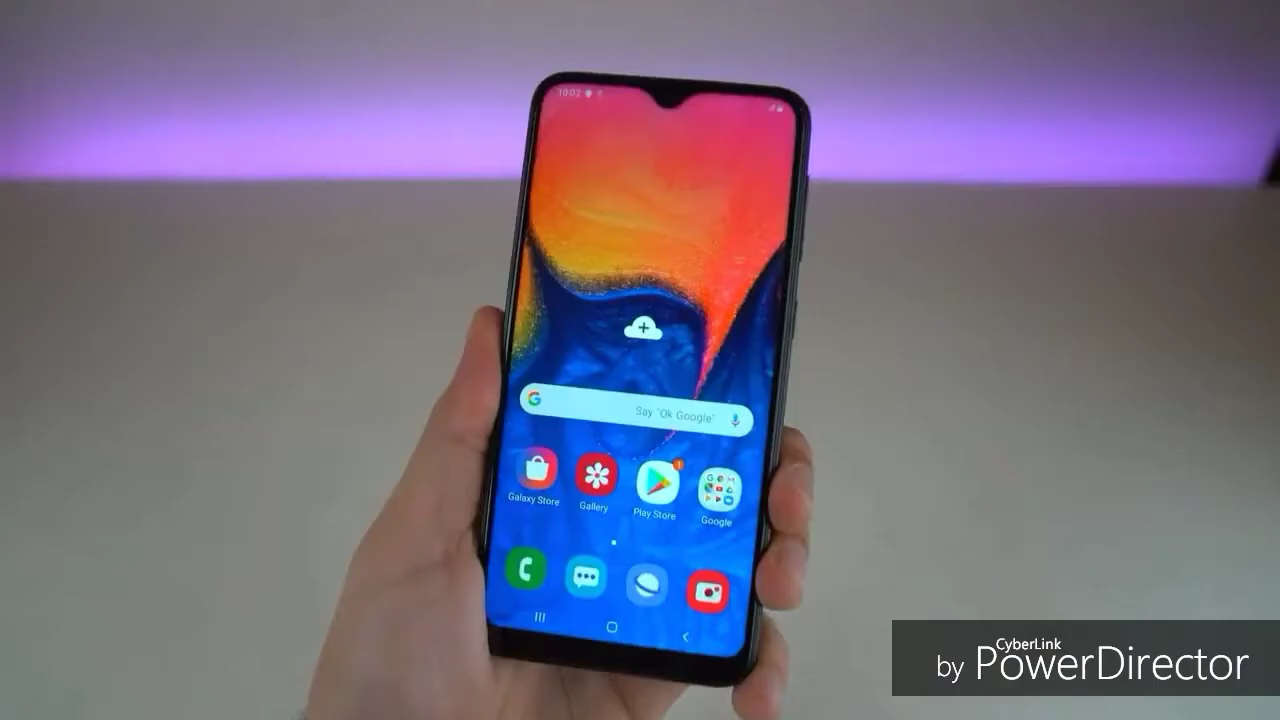 10:02
Say "Ok Google"
Galaxy Store
Gallery
Play Store
Google
CyberLink
by PowerDirector